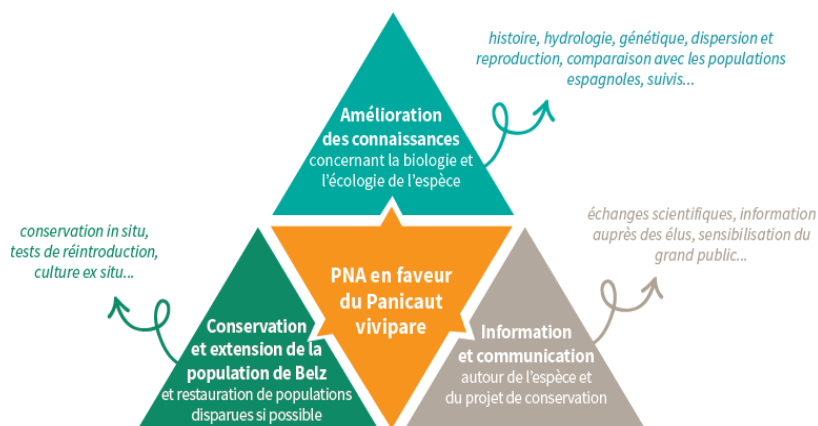 histoire, hydrologie, génétique, dispersion et
reproduction, comparaison avec les populations
espagnoles, suivis...
Amélioration
des connaissances
concernant la biologie et
l'écologie de l'espèce
échanges scientifiques, information
auprès des élus, sensibilisation du
grand public...
conservation in situ,
tests de réintroduction,
culture ex situ...
PNA en faveur
du Panicaut
vivipare
Conservation
et extension de la
population de Belz
et restauration de populations
disparues si possible
Information
et communication
autour de l'espèce et
du projet de conservation